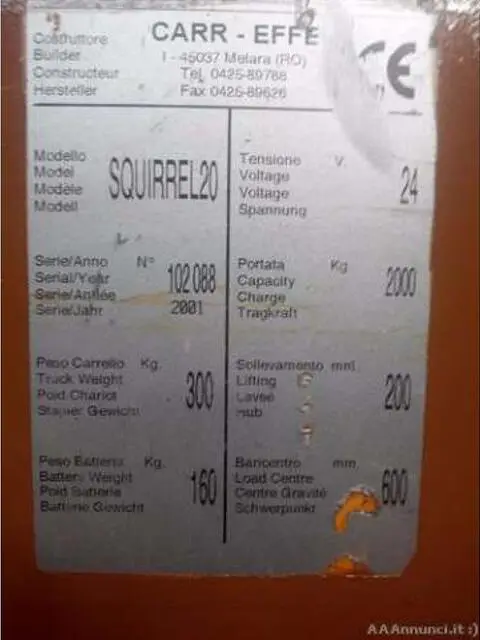 Costruttore
Builder
Constructeur
Hersteller
CARR - EFFE
I - 45037 Melara (RO)
Tel. 0425-89788
Fax 0425-89626
CE
Modello
Model
Modèle
Modell
SQUIRREL20
Tensione V.
Voltage
Voltage
Spannung
24
Serie/Anno N°
Serial/Year
Serie/Année
Serie/Jahr
102088
2001
Portata Kg
Capacity
Charge
Tragkraft
2000
Peso Carrello Kg.
Truck Weight
Poid Chariot
Stapler Gewicht
300
Sollevamento mm.
Lifting
Levée
Hub
200
Peso Batteria Kg.
Battery Weight
Poid Batterie
Batterie Gewicht
160
Baricentro mm.
Load Centre
Centre Gravité
Schwerpunkt
600
AAAnnunci.it :)